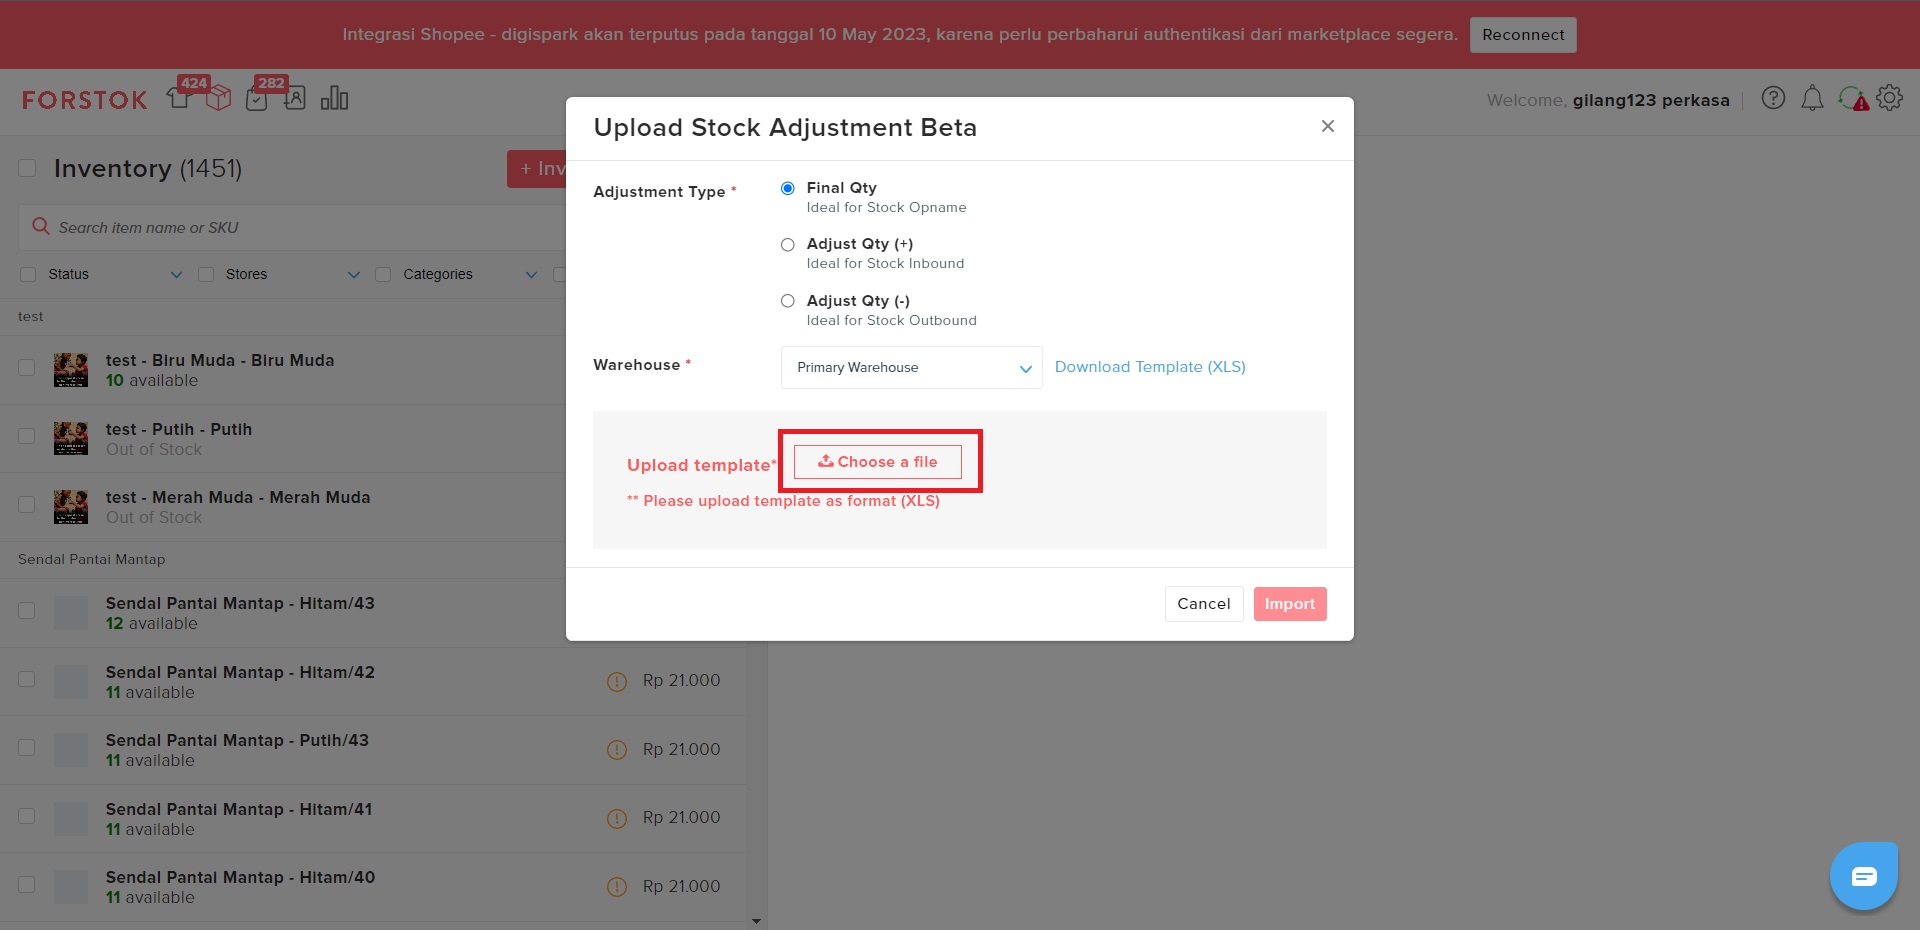 Integrasi Shopee - digispark akan terputus pada tanggal 10 May 2023, karena perlu perbaharui authentikasi dari marketplace segera. Reconnect
FORSTOK 424 282 Welcome, gilang123 perkasa
Upload Stock Adjustment Beta
Inventory (1451) + Inv
Adjustment Type * Final Qty
Ideal for Stock Opname
Search item name or SKU
Adjust Qty (+)
Ideal for Stock Inbound
Status Stores Categories
Adjust Qty (-)
Ideal for Stock Outbound
test
test - Biru Muda - Biru Muda
10 available
Warehouse * Primary Warehouse Download Template (XLS)
test - Putih - Putih
Out of Stock
Upload template* Choose a file
** Please upload template as format (XLS)
test - Merah Muda - Merah Muda
Out of Stock
Sendal Pantai Mantap
Sendal Pantai Mantap - Hitam/43
12 available
Cancel Import
Sendal Pantai Mantap - Hitam/42
11 available Rp 21.000
Sendal Pantai Mantap - Putih/43
11 available Rp 21.000
Sendal Pantai Mantap - Hitam/41
11 available Rp 21.000
Sendal Pantai Mantap - Hitam/40
11 available Rp 21.000